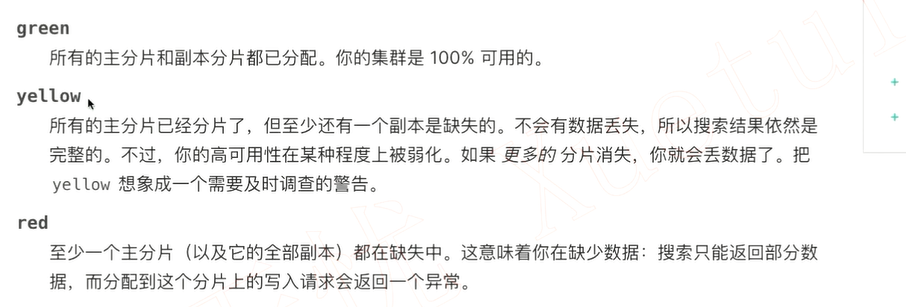 green
所有的主分片和副本分片都已分配。你的集群是 100% 可用的。
yellow
所有的主分片已经分片了，但至少还有一个副本是缺失的。不会有数据丢失，所以搜索结果依然是
完整的。不过，你的高可用性在某种程度上被弱化。如果 更多的 分片消失，你就会丢数据了。把
yellow 想象成一个需要及时调查的警告。
red
至少一个主分片（以及它的全部副本）都在缺失中。这意味着你在缺少数据：搜索只能返回部分数
据，而分配到这个分片上的写入请求会返回一个异常。